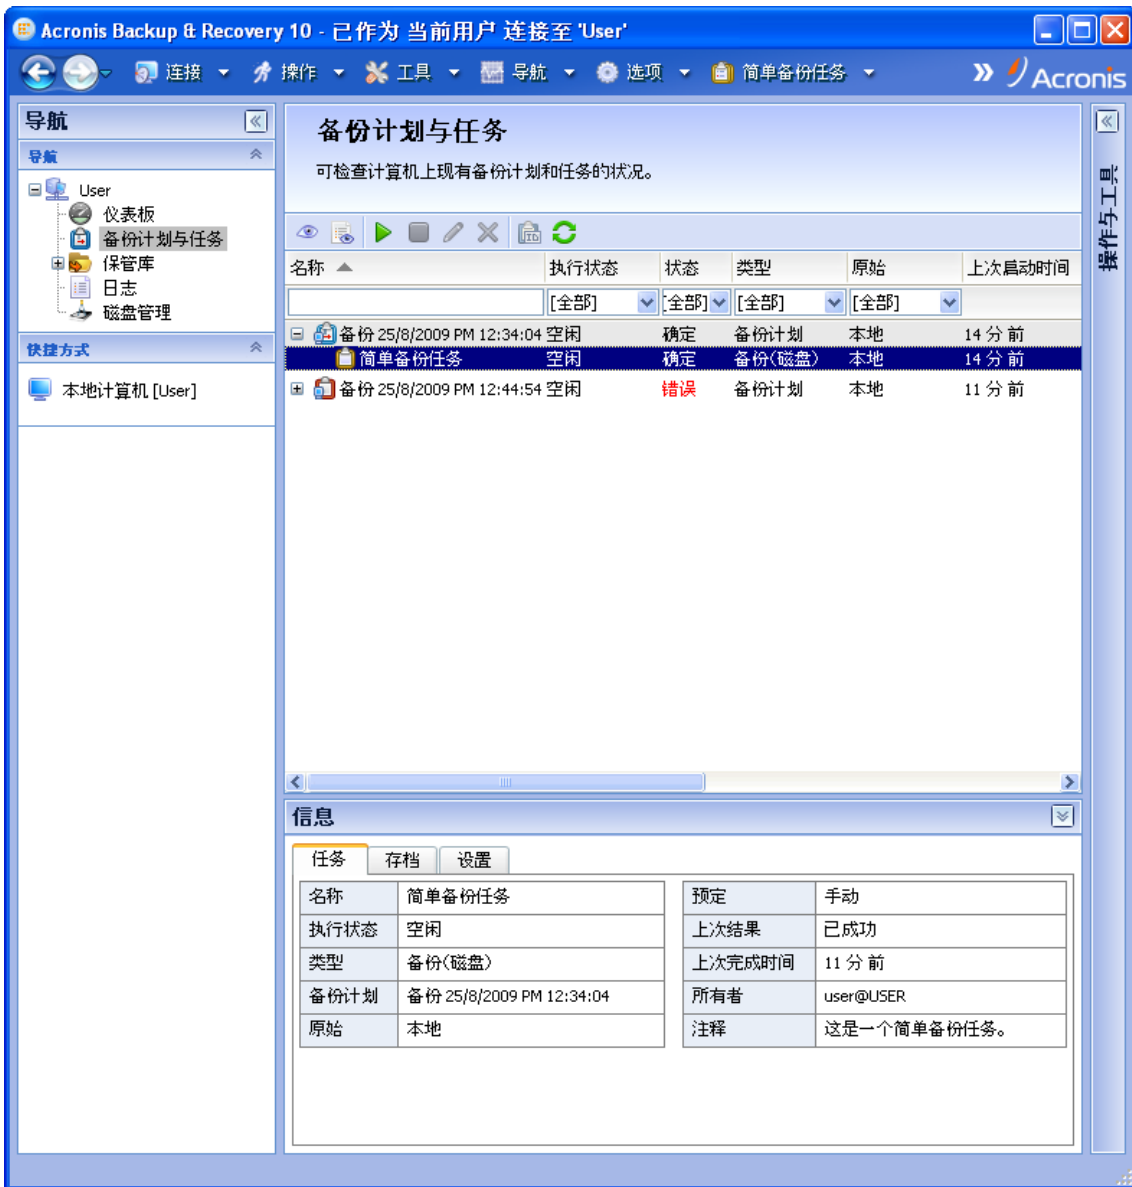 Acronis Backup & Recovery 10 - 已作为 当前用户 连接至 'User'
连接 操作 工具 导航 选项 简单备份任务 » Acronis
导航
导航
User
仪表板
备份计划与任务
保管库
日志
磁盘管理
快捷方式
本地计算机 [User]
备份计划与任务
可检查计算机上现有备份计划和任务的状况。
名称 执行状态 状态 类型 原始 上次启动时间
[全部] [全部] [全部] [全部]
备份 25/8/2009 PM 12:34:04 空闲 确定 备份计划 本地 14 分 前
简单备份任务 空闲 确定 备份(磁盘) 本地 14 分 前
备份 25/8/2009 PM 12:44:54 空闲 错误 备份计划 本地 11 分 前
信息
任务 存档 设置
名称 简单备份任务 预定 手动
执行状态 空闲 上次结果 已成功
类型 备份(磁盘) 上次完成时间 11 分 前
备份计划 备份 25/8/2009 PM 12:34:04 所有者 user@USER
原始 本地 注释 这是一个简单备份任务。
操作与工具